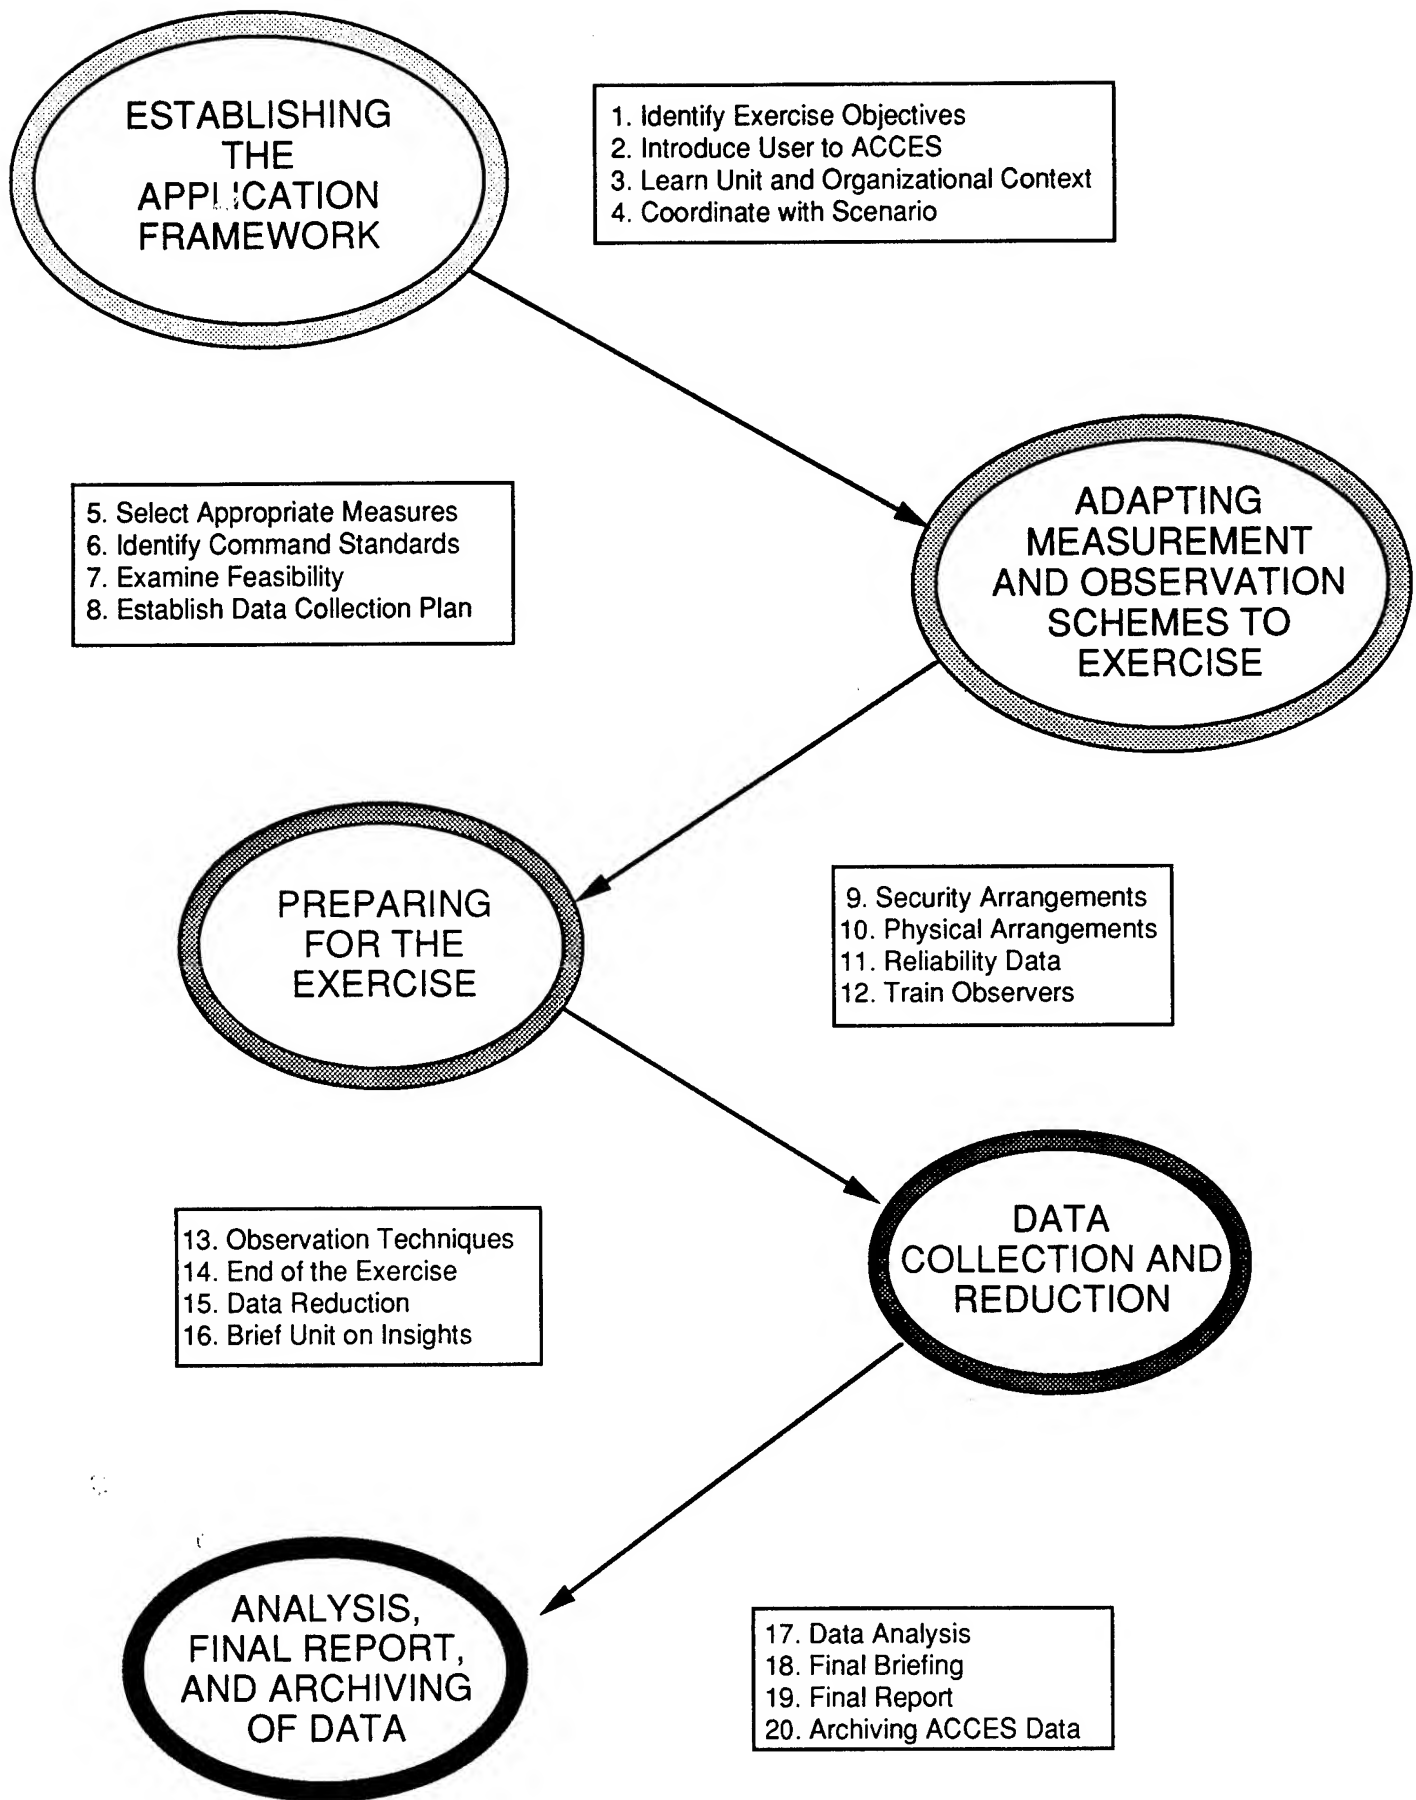 ESTABLISHING
THE
APPLICATION
FRAMEWORK
1. Identify Exercise Objectives
2. Introduce User to ACCES
3. Learn Unit and Organizational Context
4. Coordinate with Scenario
ADAPTING
MEASUREMENT
AND OBSERVATION
SCHEMES TO
EXERCISE
5. Select Appropriate Measures
6. Identify Command Standards
7. Examine Feasibility
8. Establish Data Collection Plan
PREPARING
FOR THE
EXERCISE
9. Security Arrangements
10. Physical Arrangements
11. Reliability Data
12. Train Observers
DATA
COLLECTION AND
REDUCTION
13. Observation Techniques
14. End of the Exercise
15. Data Reduction
16. Brief Unit on Insights
ANALYSIS,
FINAL REPORT,
AND ARCHIVING
OF DATA
17. Data Analysis
18. Final Briefing
19. Final Report
20. Archiving ACCES Data